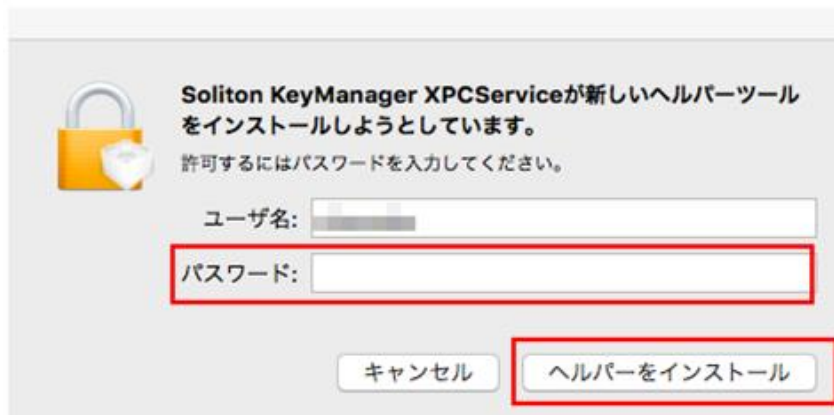 Soliton KeyManager XPCServiceが新しいヘルパーツール
をインストールしようとしています。
許可するにはパスワードを入力してください。
ユーザ名:
パスワード:
キャンセル
ヘルパーをインストール